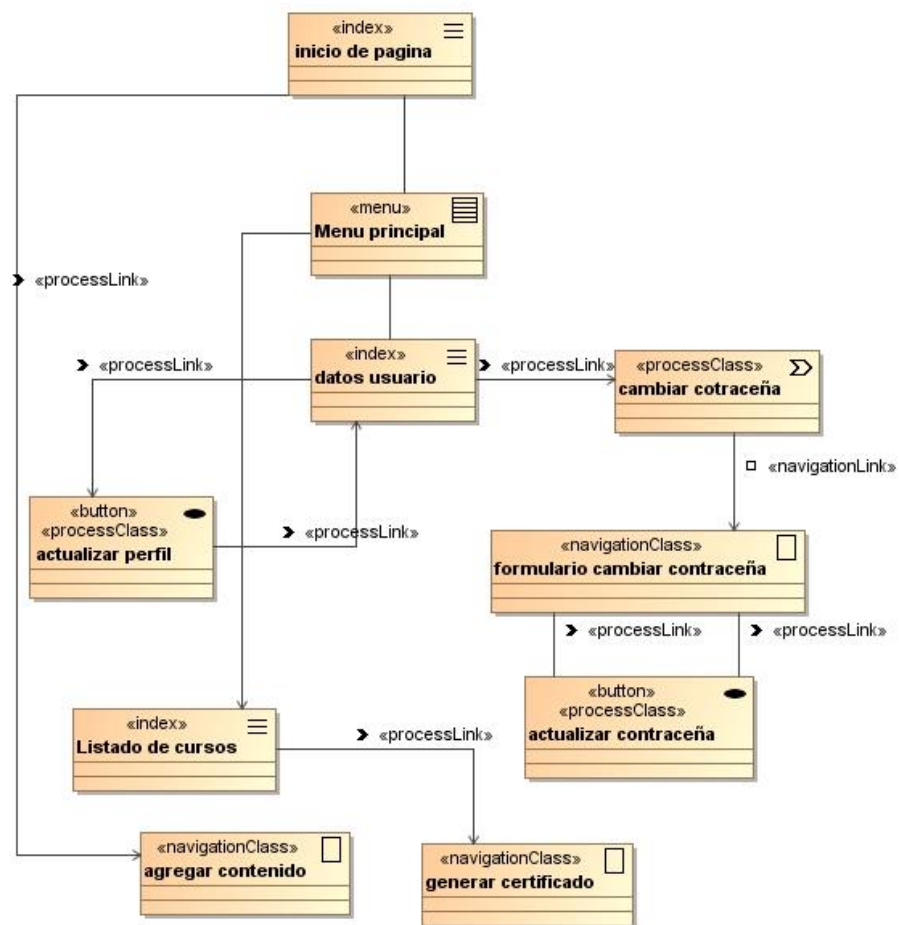 «index»
inicio de pagina
«menu»
Menu principal
«processLink»
«index»
datos usuario
«processLink»
«processLink»
«processClass»
cambiar cotraceña
«navigationLink»
«button»
«processClass»
actualizar perfil
«processLink»
«navigationClass»
formulario cambiar contraceña
«processLink»
«processLink»
«button»
«processClass»
actualizar contraceña
«index»
Listado de cursos
«processLink»
«navigationClass»
agregar contenido
«navigationClass»
generar certificado